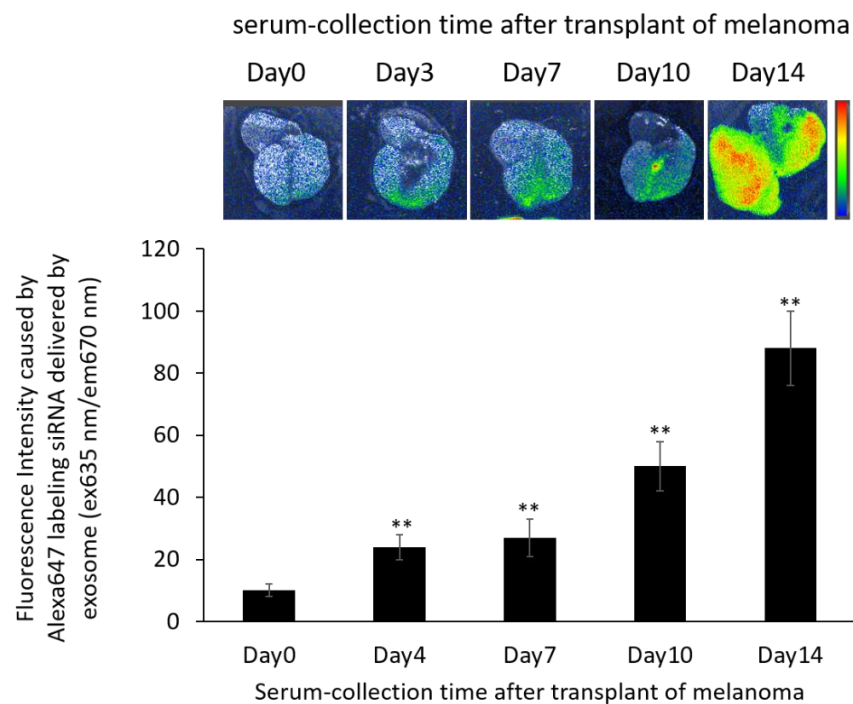 serum-collection time after transplant of melanoma
Day0 Day3 Day7 Day10 Day14
Fluorescence Intensity caused by
Alexa647 labeling siRNA delivered by
exosome (ex635 nm/em670 nm)
120
100
80
60
40
20
0
**
**
**
**
Day0 Day4 Day7 Day10 Day14
Serum-collection time after transplant of melanoma